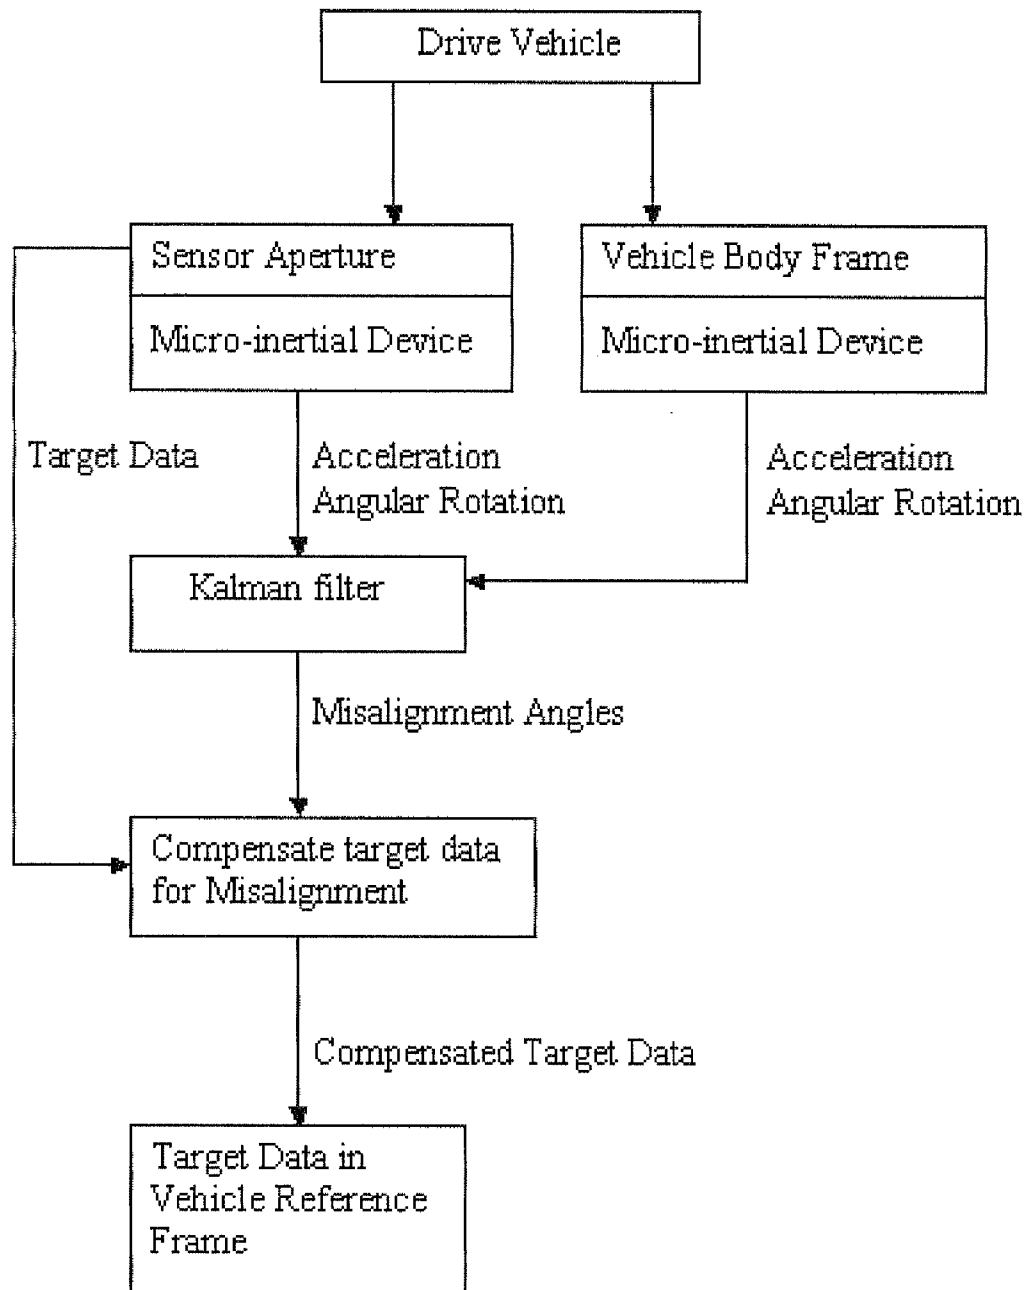 Drive Vehicle
Sensor Aperture
Micro-inertial Device
Vehicle Body Frame
Micro-inertial Device
Target Data
Acceleration
Angular Rotation
Acceleration
Angular Rotation
Kalman filter
Misalignment Angles
Compensate target data
for Misalignment
Compensated Target Data
Target Data in
Vehicle Reference
Frame